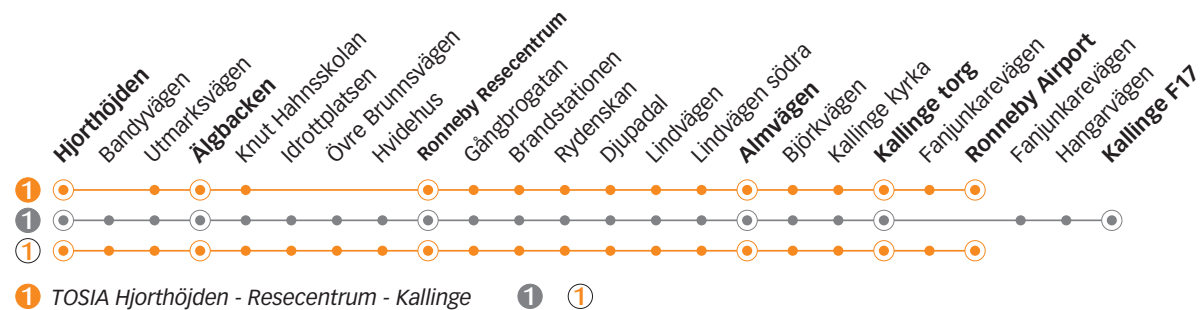 Hjorthöjden
Bandyvägen
Utmarksvägen
Älgbacken
Knut Hahnsskolan
Idrottplatsen
Övre Brunnsvägen
Hvidehus
Ronneby Resecentrum
Gångbrogatan
Brandstationen
Rydenskan
Djupadal
Lindvägen
Lindvägen södra
Almvägen
Björkvägen
Kallinge Kyrka
Kallinge torg
Fanjunkarevägen
Ronneby Airport
Fanjunkarevägen
Hangarvägen
Kallinge F17
1
1
1
1 TOSIA Hjorthöjden - Resecentrum - Kallinge 1 1